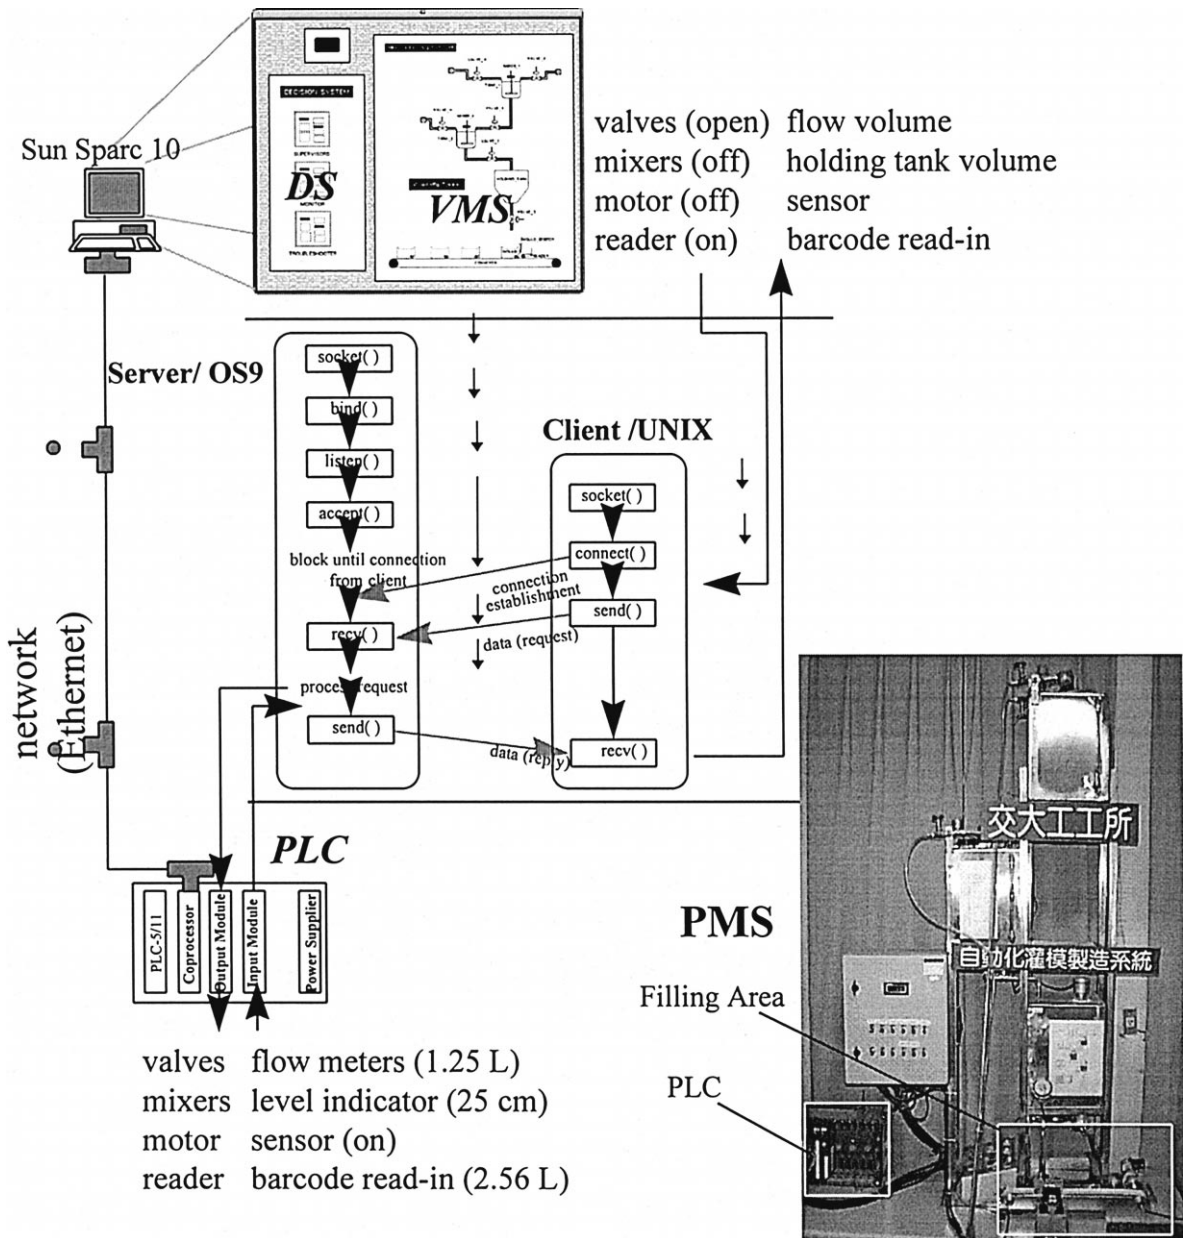 Sun Sparc 10
DECISION SYSTEM
SUPERVISORS
MONITOR
TROUBLESHOOTER
DS
VMS
valves (open) flow volume
mixers (off) holding tank volume
motor (off) sensor
reader (on) barcode read-in
Server/ OS9
socket( )
bind( )
listen( )
accept( )
block until connection
from client
recv( )
process request
send( )
Client /UNIX
socket( )
connect( )
connection
establishment
send( )
data (request)
data (reply)
recv( )
network
(Ethernet)
PLC
PLC-5/11
Coprocessor
Output Module
Input Module
Power Supplier
valves flow meters (1.25 L)
mixers level indicator (25 cm)
motor sensor (on)
reader barcode read-in (2.56 L)
PMS
Filling Area
PLC
交大工工所
自動化灌模製造系統